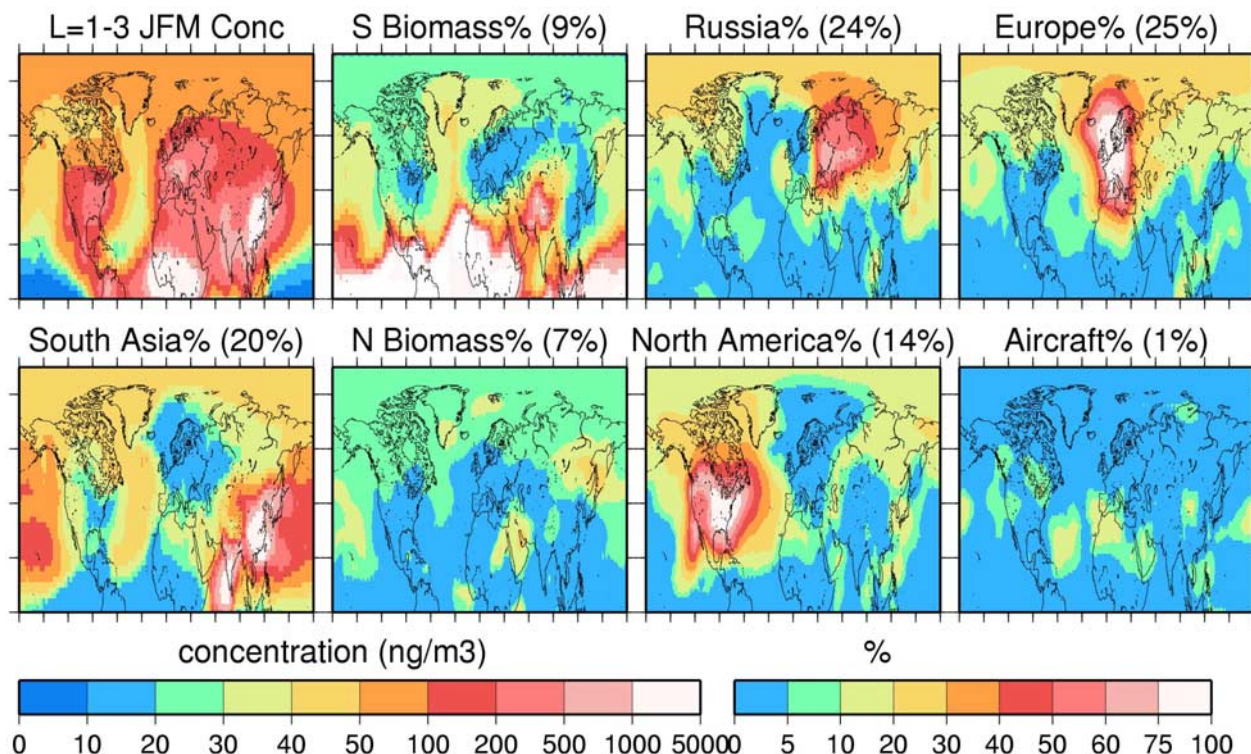 L=1-3 JFM Conc S Biomass% (9%) Russia% (24%) Europe% (25%)
South Asia% (20%) N Biomass% (7%) North America% (14%) Aircraft% (1%)
concentration (ng/m3) %
0 10 20 30 40 50 100 200 500 1000 5000 0 5 10 20 30 40 50 60 75 100